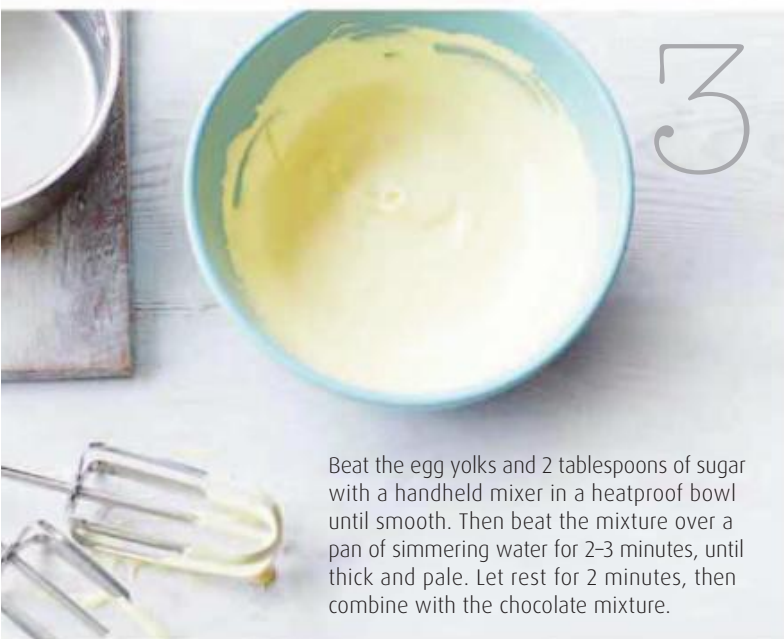 3
Beat the egg yolks and 2 tablespoons of sugar
with a handheld mixer in a heatproof bowl
until smooth. Then beat the mixture over a
pan of simmering water for 2–3 minutes, until
thick and pale. Let rest for 2 minutes, then
combine with the chocolate mixture.